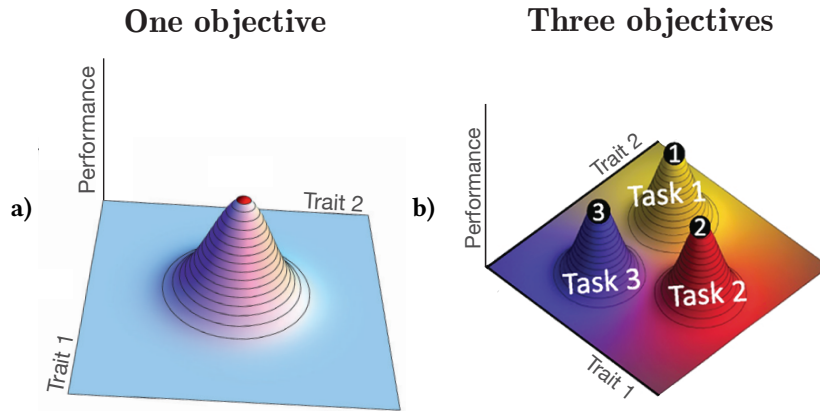 One objective
Three objectives
a)
Performance
Trait 2
Trait 1
b)
Performance
Trait 2
1
Task 1
3
2
Task 3
Task 2
Trait 1